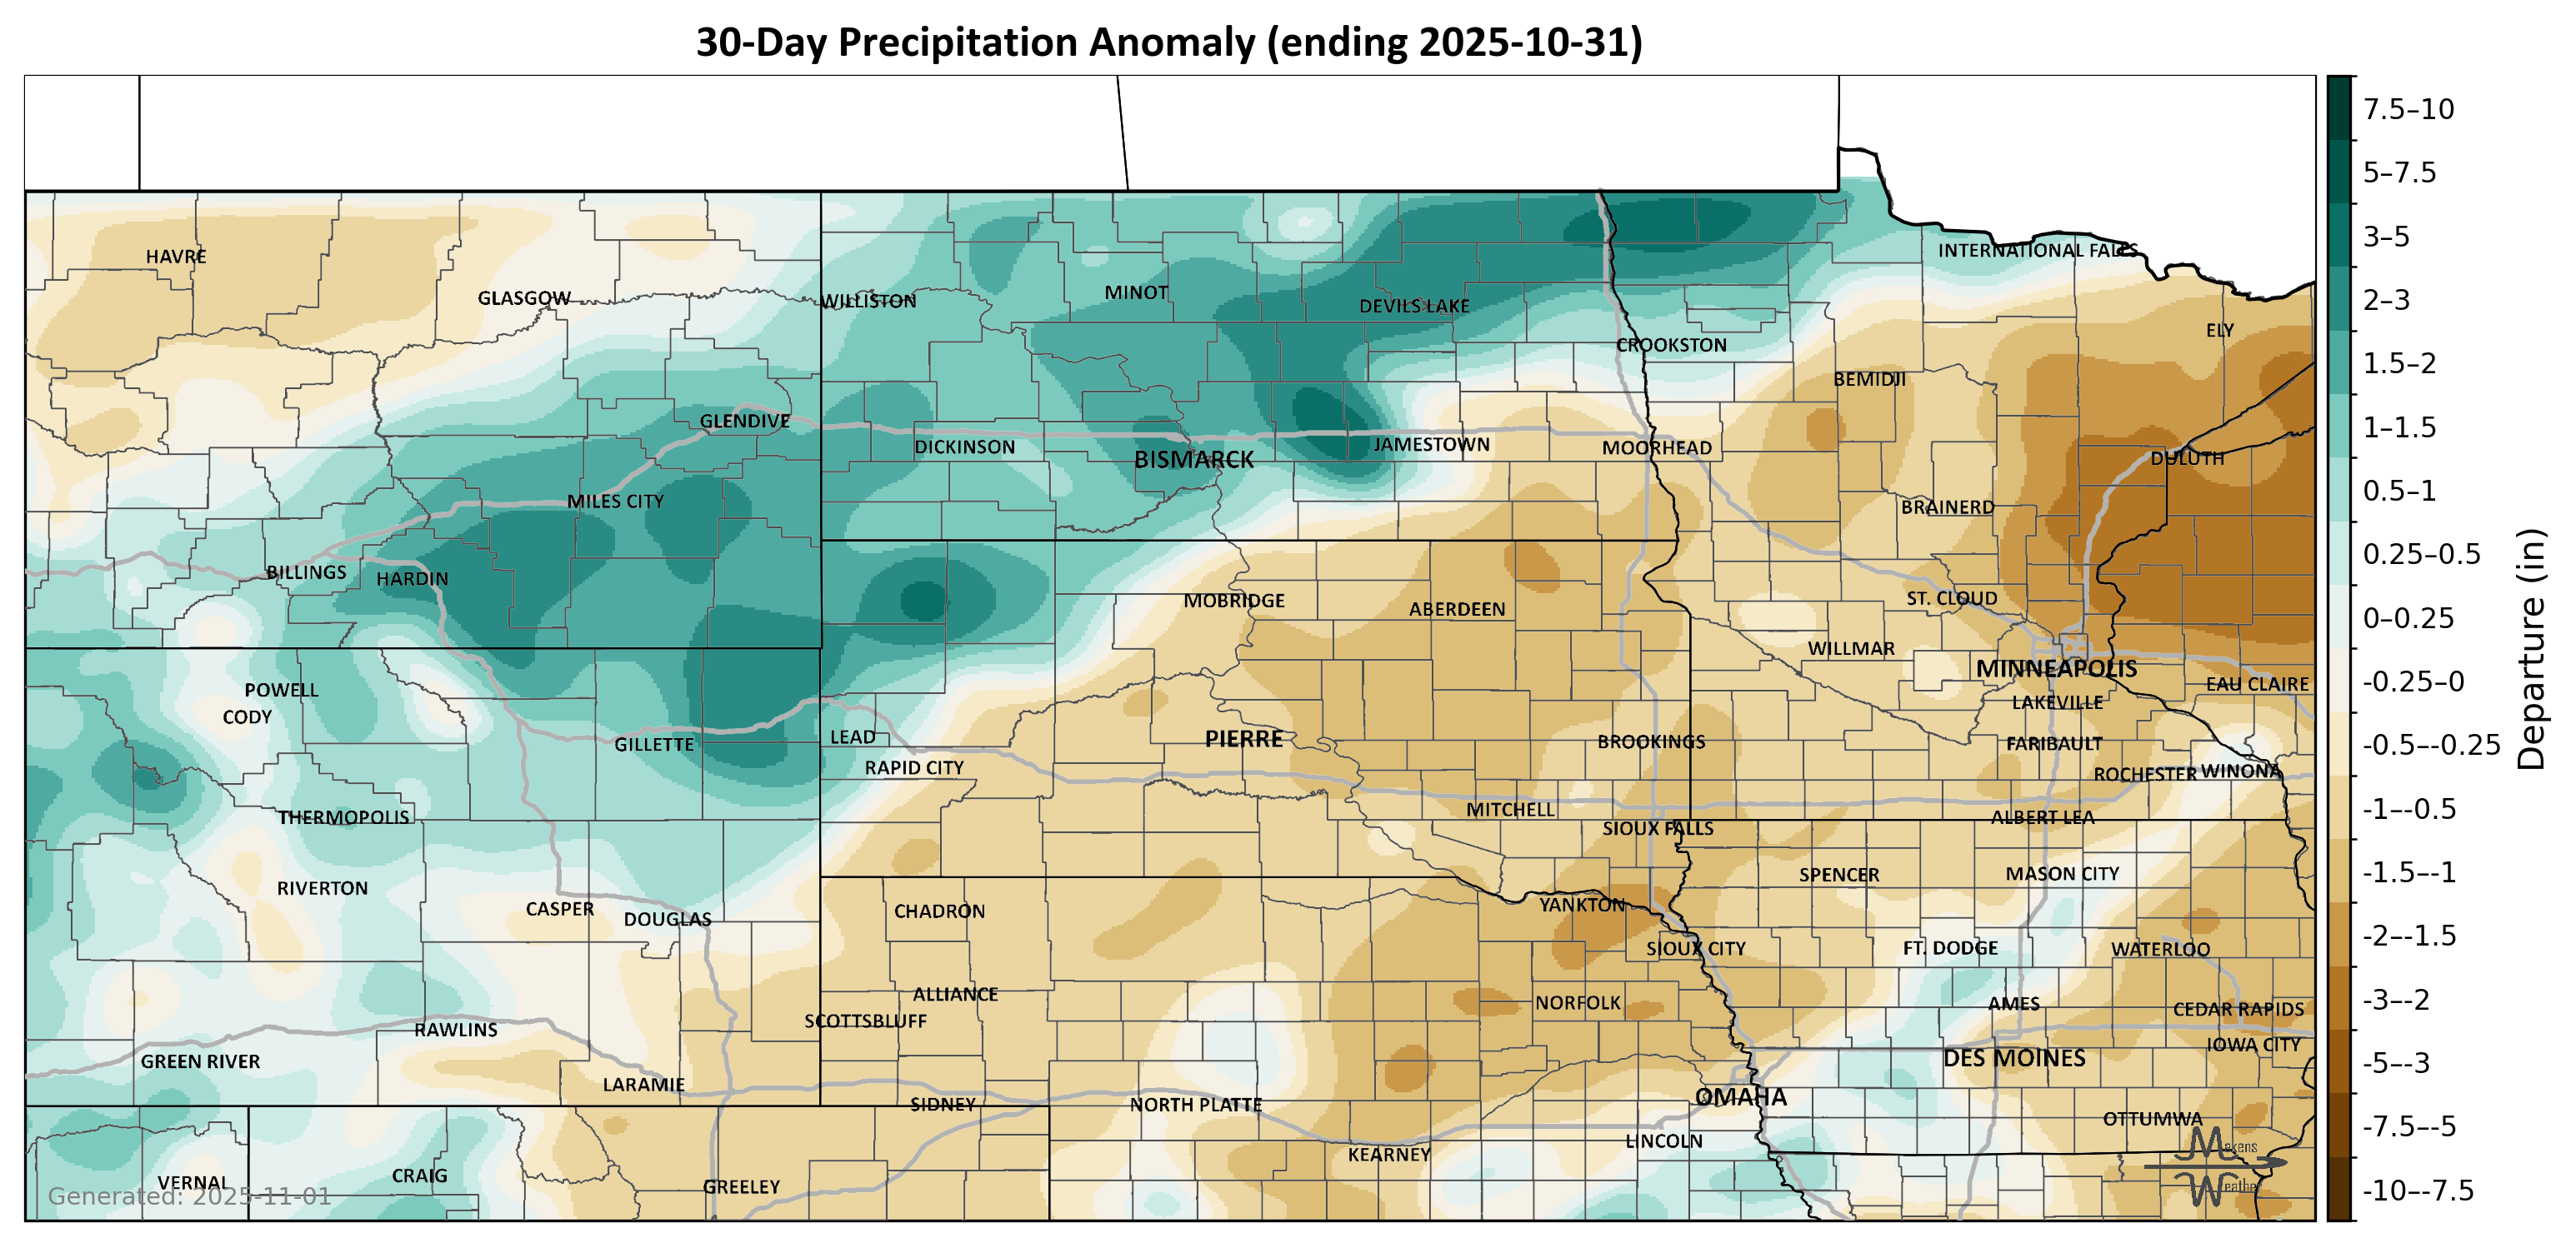 30-Day Precipitation Anomaly (ending 2025-10-31)
HAVRE
GLASGOW
WILLISTON
MINOT
DEVILS LAKE
INTERNATIONAL FALLS
CROOKSTON
ELY
BEMIDJI
GLENDIVE
DICKINSON
BISMARCK
JAMESTOWN
MOORHEAD
DULUTH
MILES CITY
BRAINERD
BILLINGS
HARDIN
MOBRIDGE
ABERDEEN
ST. CLOUD
WILLMAR
MINNEAPOLIS
EAU CLAIRE
POWELL
CODY
LAKEVILLE
GILLETTE
LEAD
PIERRE
BROOKINGS
FARIBAULT
RAPID CITY
ROCHESTER
WINONA
THERMOPOLIS
MITCHELL
SIOUX FALLS
ALBERT LEA
RIVERTON
SPENCER
MASON CITY
CASPER
DOUGLAS
CHADRON
YANKTON
SIOUX CITY
FT. DODGE
WATERLOO
ALLIANCE
NORFOLK
AMES
CEDAR RAPIDS
SCOTTSBLUFF
RAWLINS
IOWA CITY
GREEN RIVER
DES MOINES
LARAMIE
SIDNEY
NORTH PLATTE
OMAHA
OTTUMWA
LINCOLN
KEARNEY
VERNAL
CRAIG
GREELEY
Generated: 2025-11-01
Makens
Weather
7.5–10
5–7.5
3–5
2–3
1.5–2
1–1.5
0.5–1
0.25–0.5
0–0.25
-0.25–0
-0.5–-0.25
-1–-0.5
-1.5–-1
-2–-1.5
-3–-2
-5–-3
-7.5–-5
-10–-7.5
Departure (in)